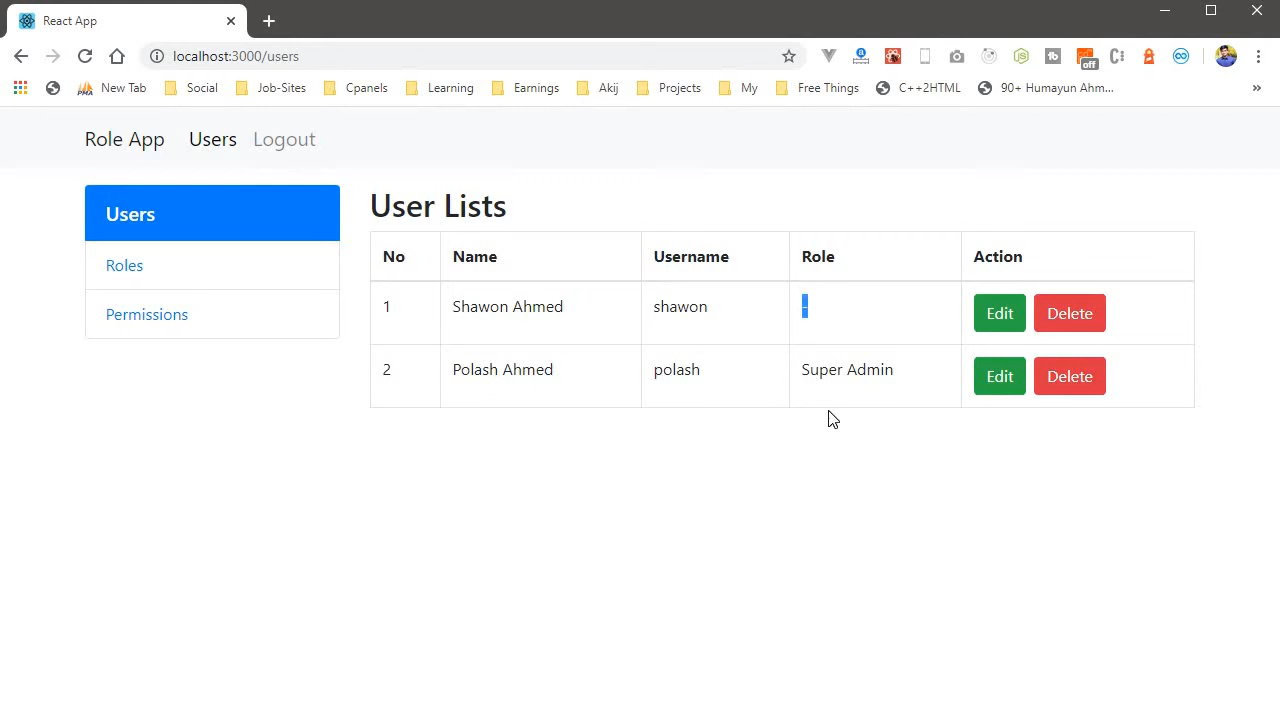 React App
localhost:3000/users
off
New Tab Social Job-Sites Cpanels Learning Earnings Akij Projects My Free Things C++2HTML 90+ Humayun Ahm...
Role App Users Logout
Users
Roles
Permissions
User Lists
No Name Username Role Action
1 Shawon Ahmed shawon - Edit Delete
2 Polash Ahmed polash Super Admin Edit Delete